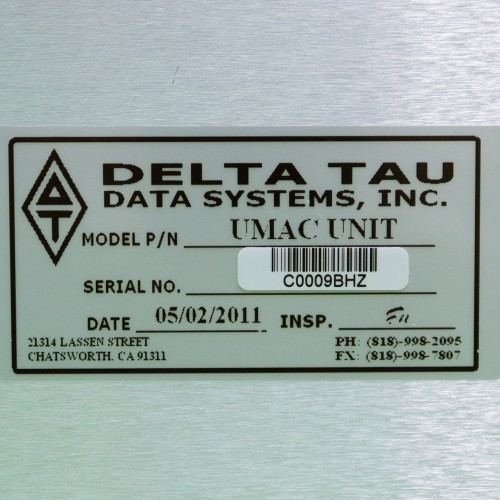 DELTA TAU
DATA SYSTEMS, INC.
MODEL P/N UMAC UNIT
SERIAL NO. C0009BHZ
DATE 05/02/2011 INSP.
21314 LASSEN STREET
CHATSWORTH, CA 91311
PH: (818)-998-2095
FX: (818)-998-7807